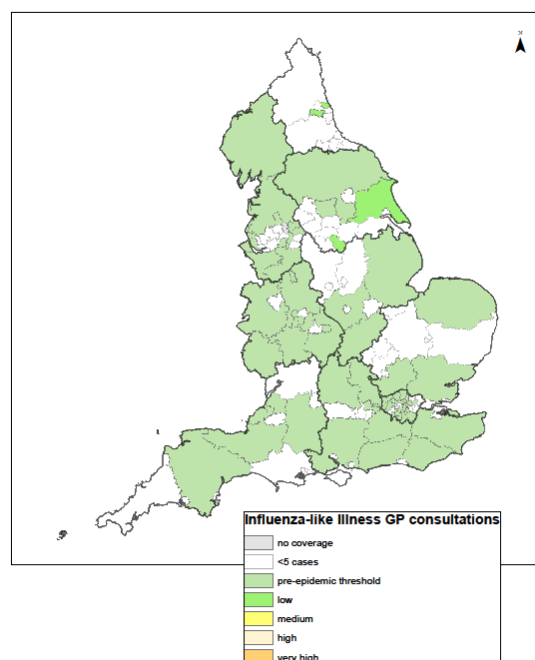 N
Influenza-like Illness GP consultations
no coverage
<5 cases
pre-epidemic threshold
low
medium
high
very high